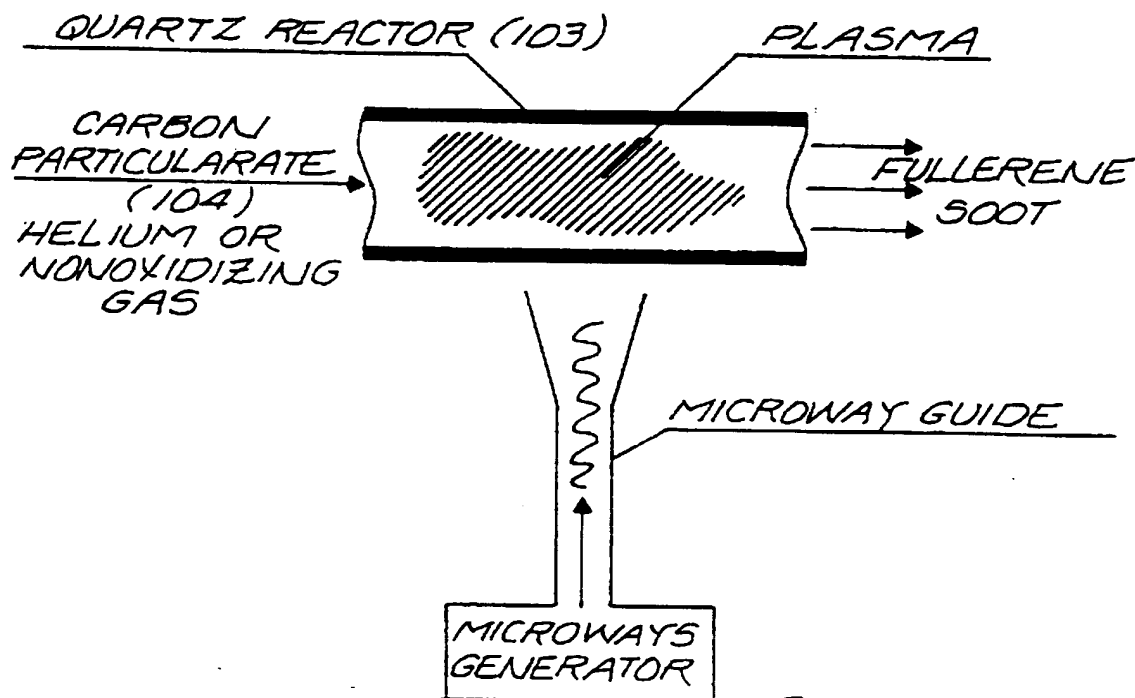 QUARTZ REACTOR (103)
PLASMA
CARBON
PARTICULARATE
(104)
HELIUM OR
NONOXIDIZING
GAS
FULLERENE
SOOT
MICROWAY GUIDE
MICROWAYS
GENERATOR